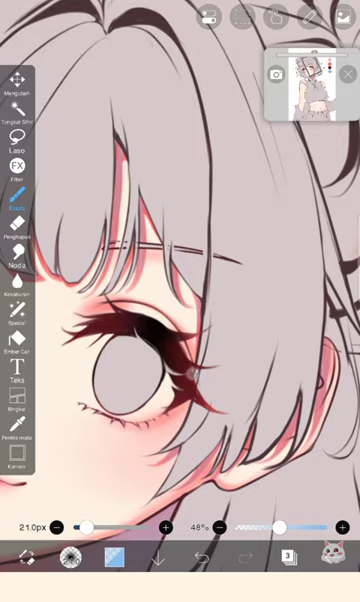 Mengubah
Tongkat Sihir
Laso
FX
Filter
Kuas
Penghapus
Noda
Kekaburan
Spesial
Ember Cat
T
Teks
Bingkai
Pemilih mata
Kanvas
21.0px
48%
3